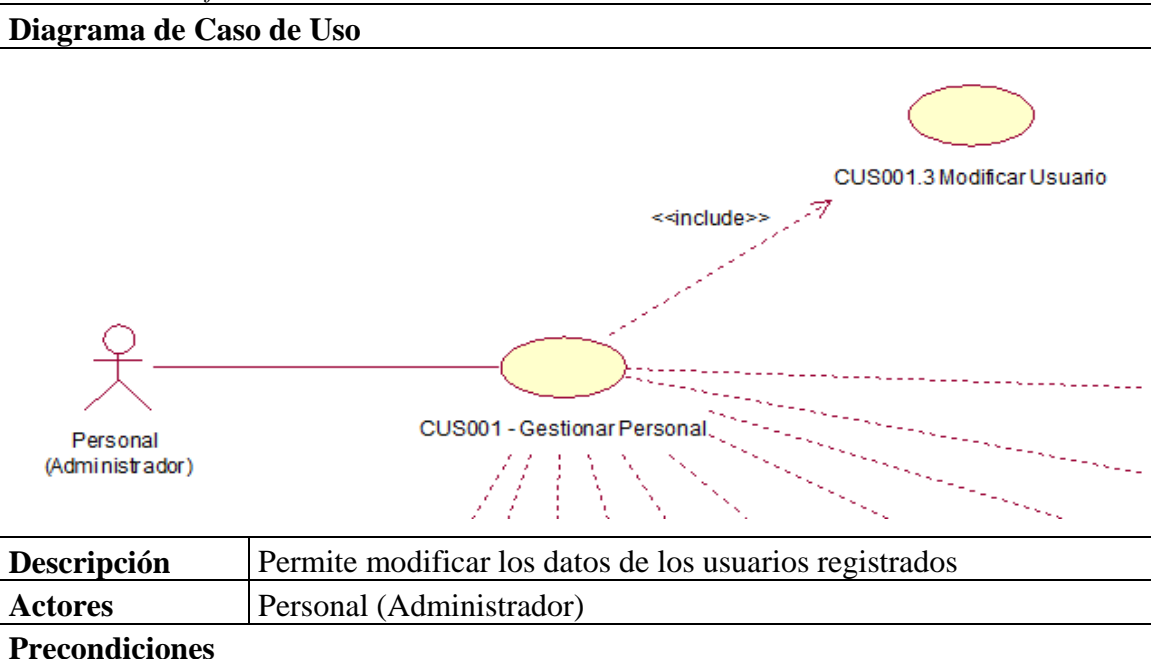 Diagrama de Caso de Uso
CUS001.3 Modificar Usuario
<<include>>
CUS001 - Gestionar Personal
Personal
(Administrador)
Descripción Permite modificar los datos de los usuarios registrados
Actores Personal (Administrador)
Precondiciones